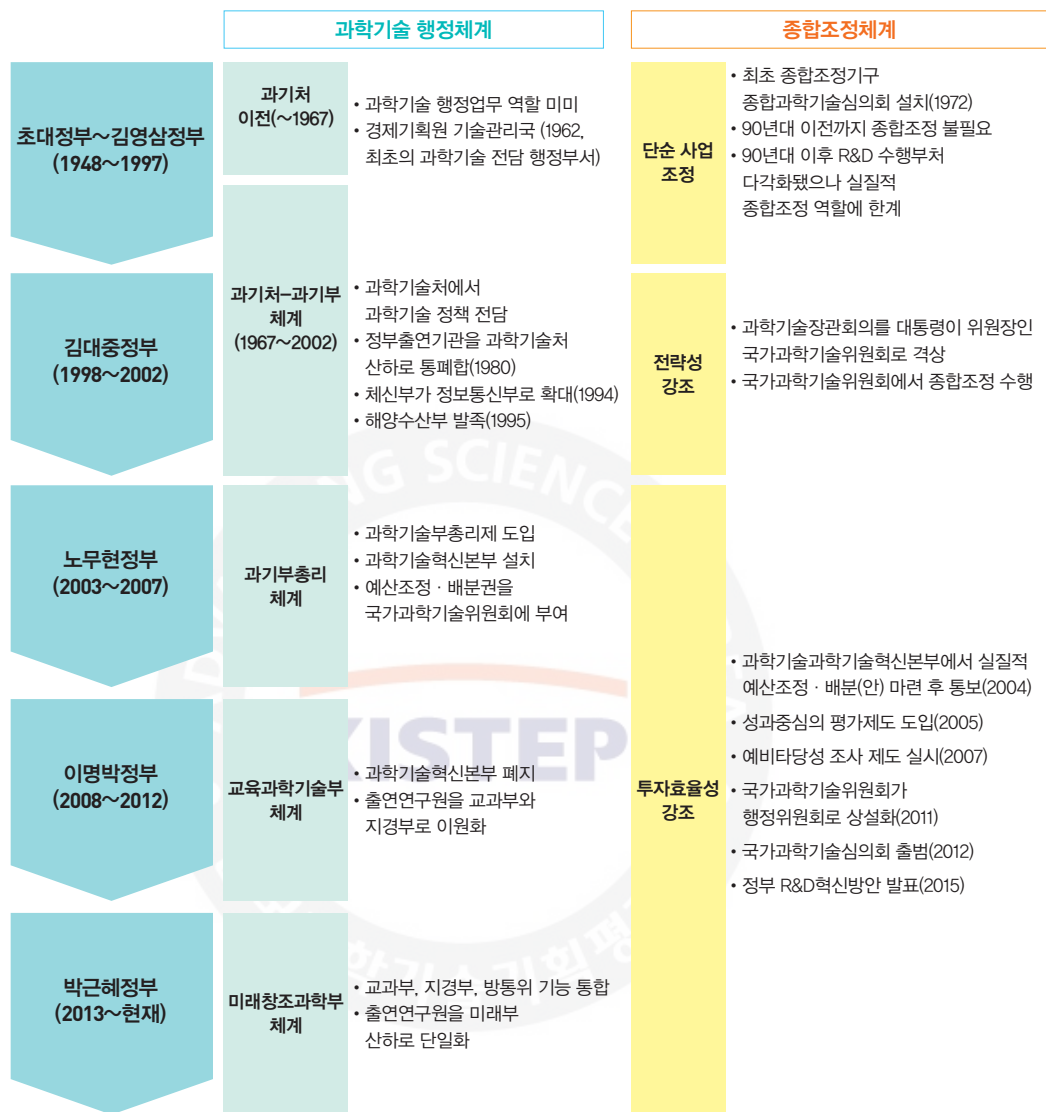 과학기술 행정체계
종합조정체계
초대정부~김영삼정부
(1948~1997)
과기처
이전(~1967)
• 과학기술 행정업무 역할 미미
• 경제기획원 기술관리국 (1962,
최초의 과학기술 전담 행정부서)
단순 사업
조정
• 최초 종합조정기구
종합과학기술심의회 설치(1972)
• 90년대 이전까지 종합조정 불필요
• 90년대 이후 R&D 수행부처
다각화됐으나 실질적
종합조정 역할에 한계
김대중정부
(1998~2002)
과기처-과기부
체계
(1967~2002)
• 과학기술처에서
과학기술 정책 전담
• 정부출연기관을 과학기술처
산하로 통폐합(1980)
• 체신부가 정보통신부로 확대(1994)
• 해양수산부 발족(1995)
전략성
강조
• 과학기술장관회의를 대통령이 위원장인
국가과학기술위원회로 격상
• 국가과학기술위원회에서 종합조정 수행
노무현정부
(2003~2007)
과기부총리
체계
• 과학기술부총리제 도입
• 과학기술혁신본부 설치
• 예산조정 · 배분권을
국가과학기술위원회에 부여
이명박정부
(2008~2012)
교육과학기술부
체계
• 과학기술혁신본부 폐지
• 출연연구원을 교과부와
지경부로 이원화
투자효율성
강조
• 과학기술과학기술혁신본부에서 실질적
예산조정 · 배분(안) 마련 후 통보(2004)
• 성과중심의 평가제도 도입(2005)
• 예비타당성 조사 제도 실시(2007)
• 국가과학기술위원회가
행정위원회로 상설화(2011)
• 국가과학기술심의회 출범(2012)
• 정부 R&D혁신방안 발표(2015)
박근혜정부
(2013~현재)
미래창조과학부
체계
• 교과부, 지경부, 방통위 기능 통합
• 출연연구원을 미래부
산하로 단일화
KISTEP